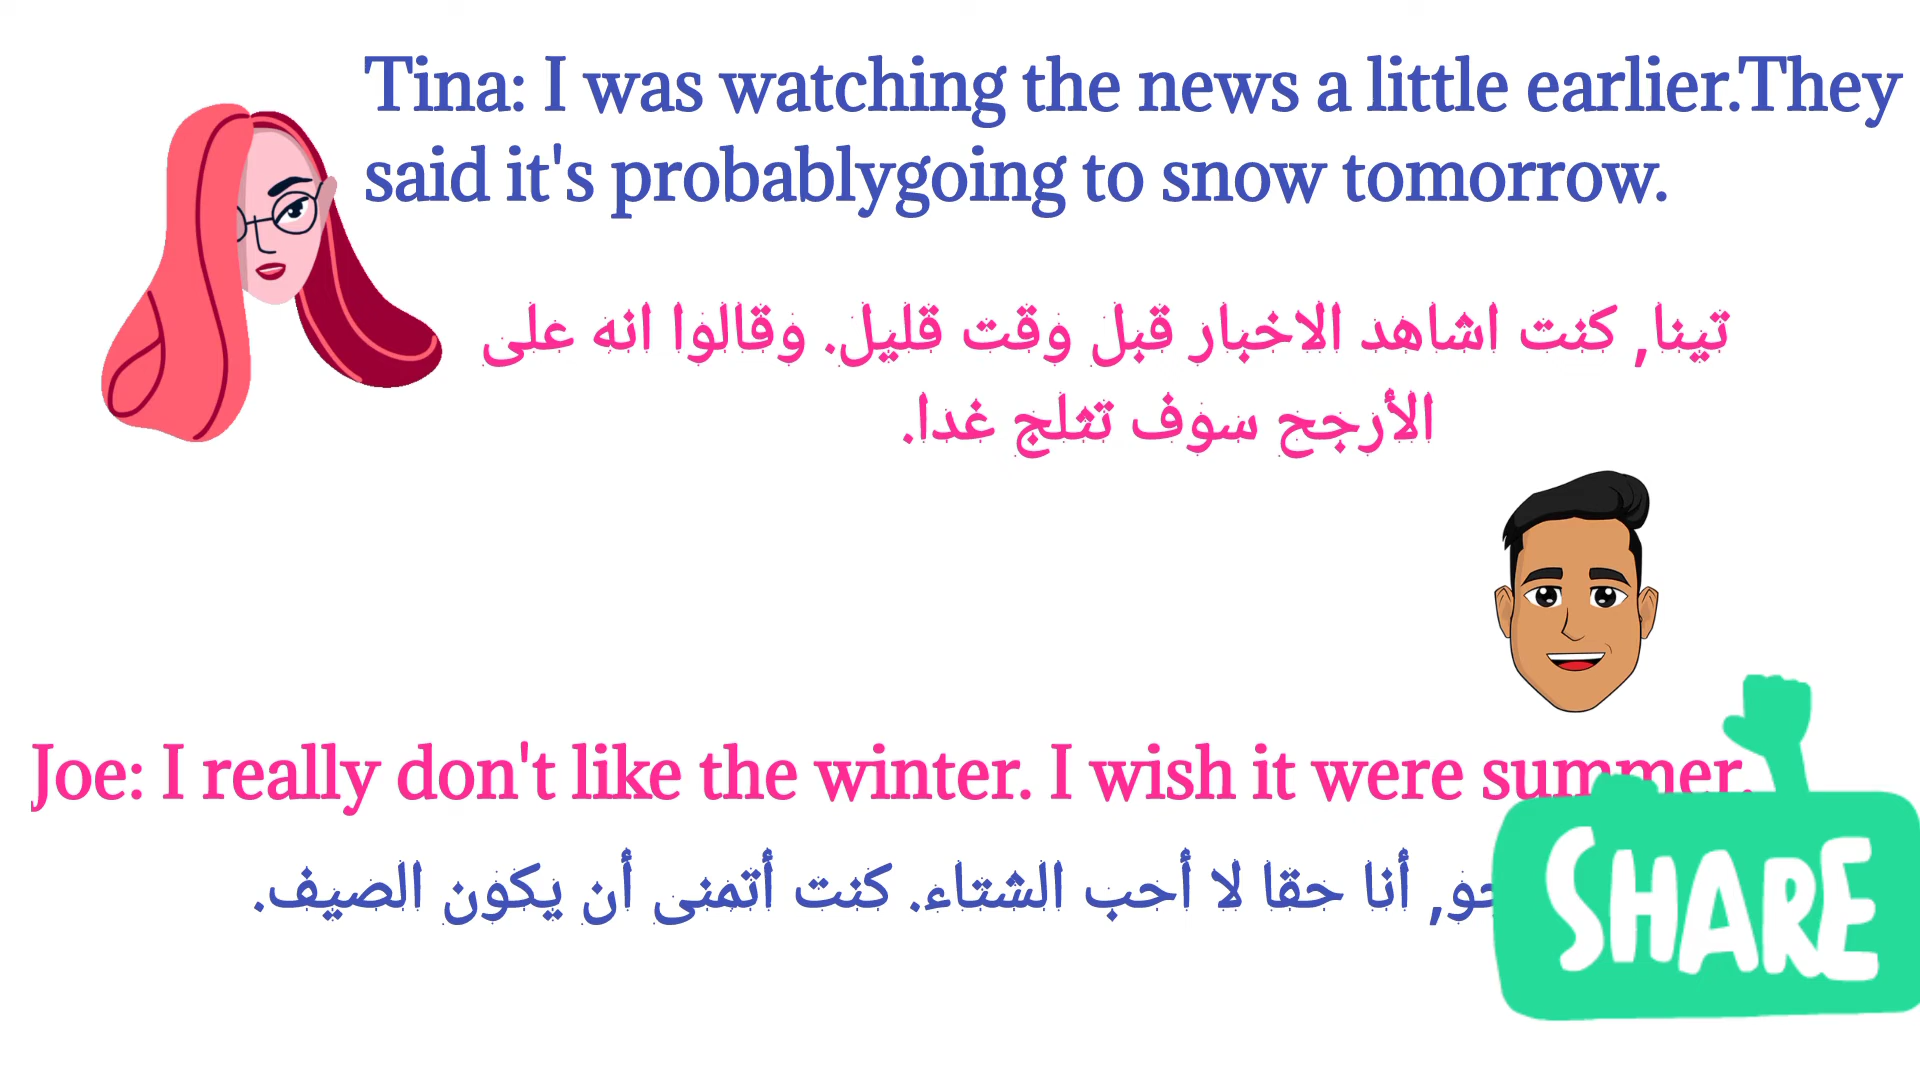 Tina: I was watching the news a little earlier.They
said it's probablygoing to snow tomorrow.
تينا, كنت اشاهد الاخبار قبل وقت قليل. وقالوا انه على
الأرجح سوف تثلج غدا.
Joe: I really don't like the winter. I wish it were summer.
جو, أنا حقا لا أحب الشتاء. كنت أتمنى أن يكون الصيف.
SHARE